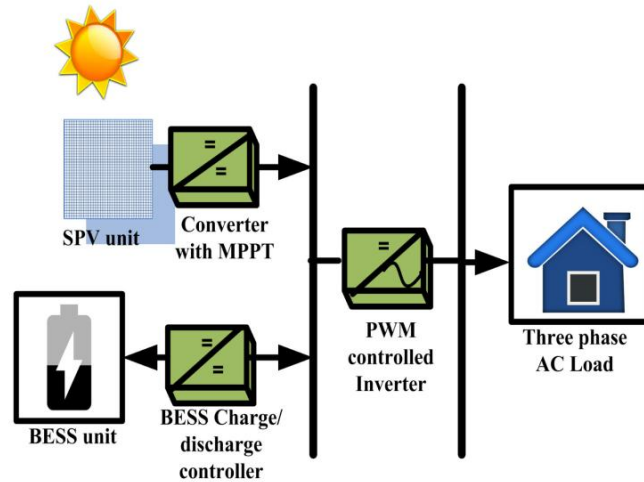 SPV unit
Converter
with MPPT
PWM
controlled
Inverter
Three phase
AC Load
BESS unit
BESS Charge/
discharge
controller